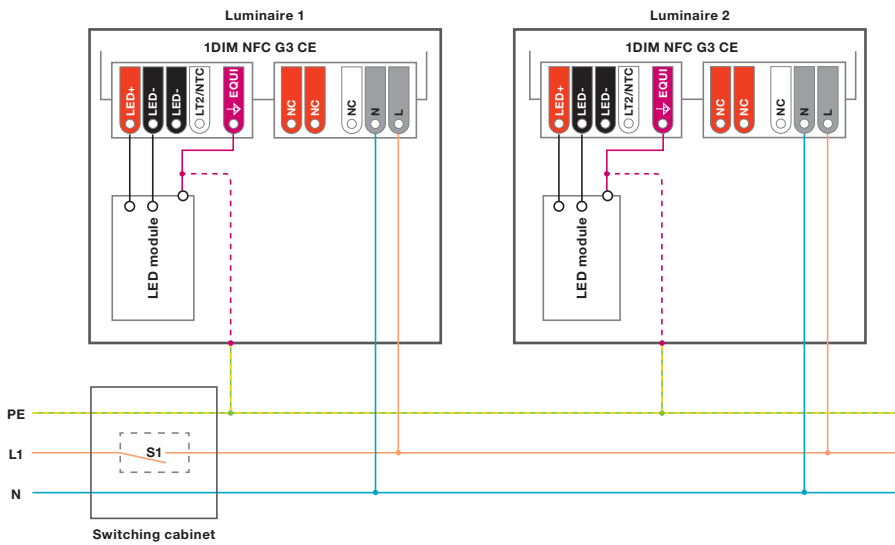 Luminaire 1
Luminaire 2
1DIM NFC G3 CE
1DIM NFC G3 CE
LED+
LED-
LED-
LT2/NTC
EQUI
NC
NC
NC
N
L
LED+
LED-
LED-
LT2/NTC
EQUI
NC
NC
NC
N
L
LED module
LED module
PE
L1
S1
N
Switching cabinet